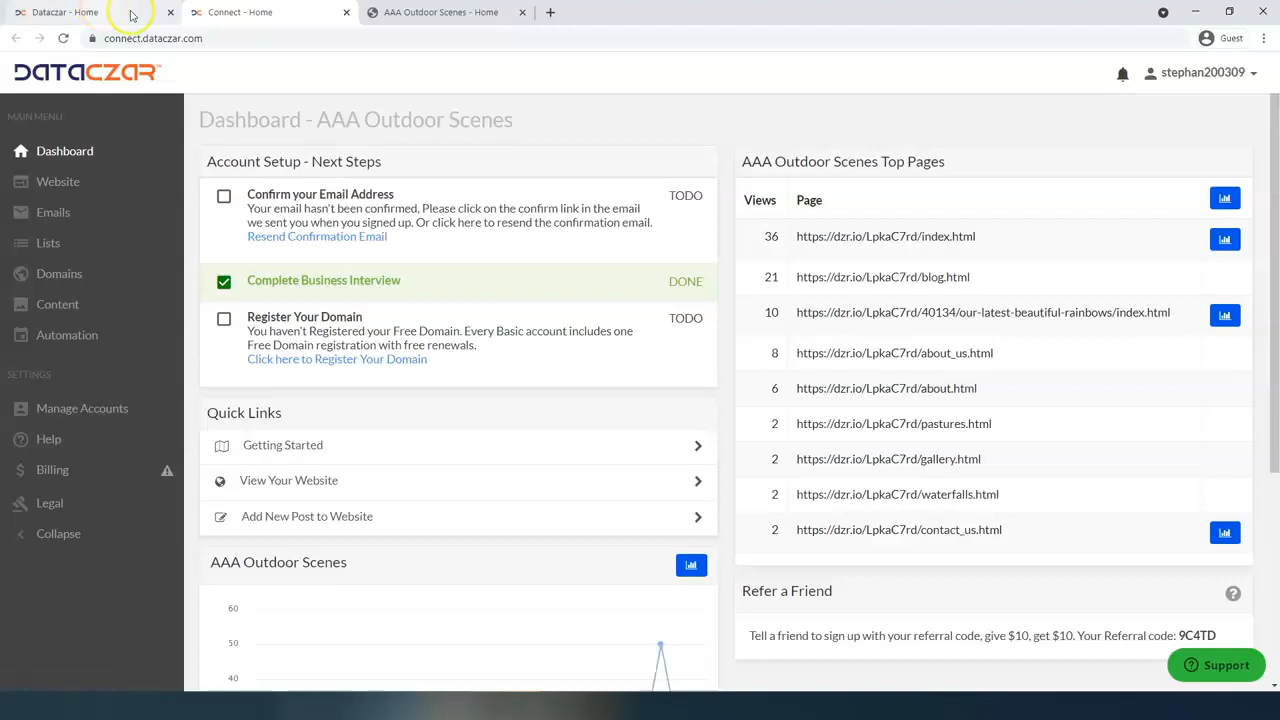 Dataczar - Home
Connect - Home
AAA Outdoor Scenes - Home
connect.dataczar.com
Guest
DATACZAR™
stephan200309
MAIN MENU
Dashboard
Website
Emails
Lists
Domains
Content
Automation
SETTINGS
Manage Accounts
Help
Billing
Legal
Collapse
Dashboard - AAA Outdoor Scenes
Account Setup - Next Steps
Confirm your Email Address
TODO
Your email hasn't been confirmed, Please click on the confirm link in the email
we sent you when you signed up. Or click here to resend the confirmation email.
Resend Confirmation Email
Complete Business Interview
DONE
Register Your Domain
TODO
You haven't Registered your Free Domain. Every Basic account includes one
Free Domain registration with free renewals.
Click here to Register Your Domain
Quick Links
Getting Started
View Your Website
Add New Post to Website
AAA Outdoor Scenes
60
50
40
AAA Outdoor Scenes Top Pages
Views Page
36 https://dzr.io/LpkaC7rd/index.html
21 https://dzr.io/LpkaC7rd/blog.html
10 https://dzr.io/LpkaC7rd/40134/our-latest-beautiful-rainbows/index.html
8 https://dzr.io/LpkaC7rd/about_us.html
6 https://dzr.io/LpkaC7rd/about.html
2 https://dzr.io/LpkaC7rd/pastures.html
2 https://dzr.io/LpkaC7rd/gallery.html
2 https://dzr.io/LpkaC7rd/waterfalls.html
2 https://dzr.io/LpkaC7rd/contact_us.html
Refer a Friend
Tell a friend to sign up with your referral code, give $10, get $10. Your Referral code: 9C4TD
Support